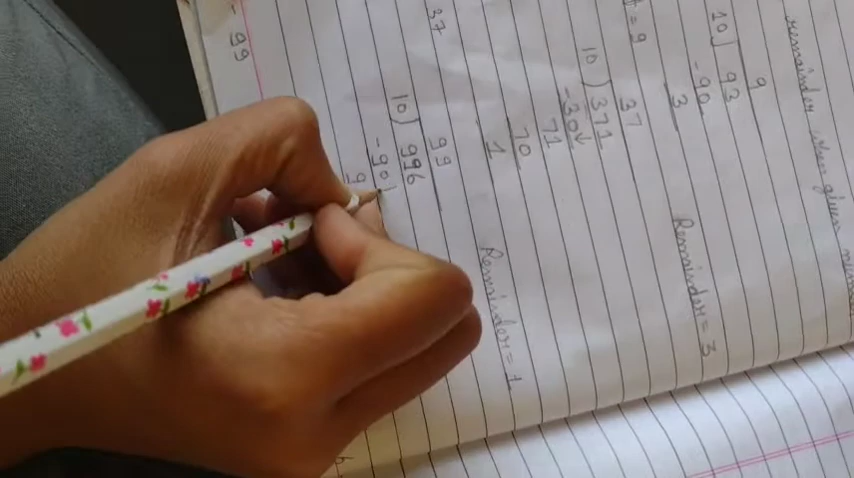 remainder when given num
9
10 ) 93
- 90
3
Remainder = 3
= 9
37
10 ) 371
- 30↓
71
70
1
Remainder = 1
37
99
10 ) 996
- 90
9
- 99